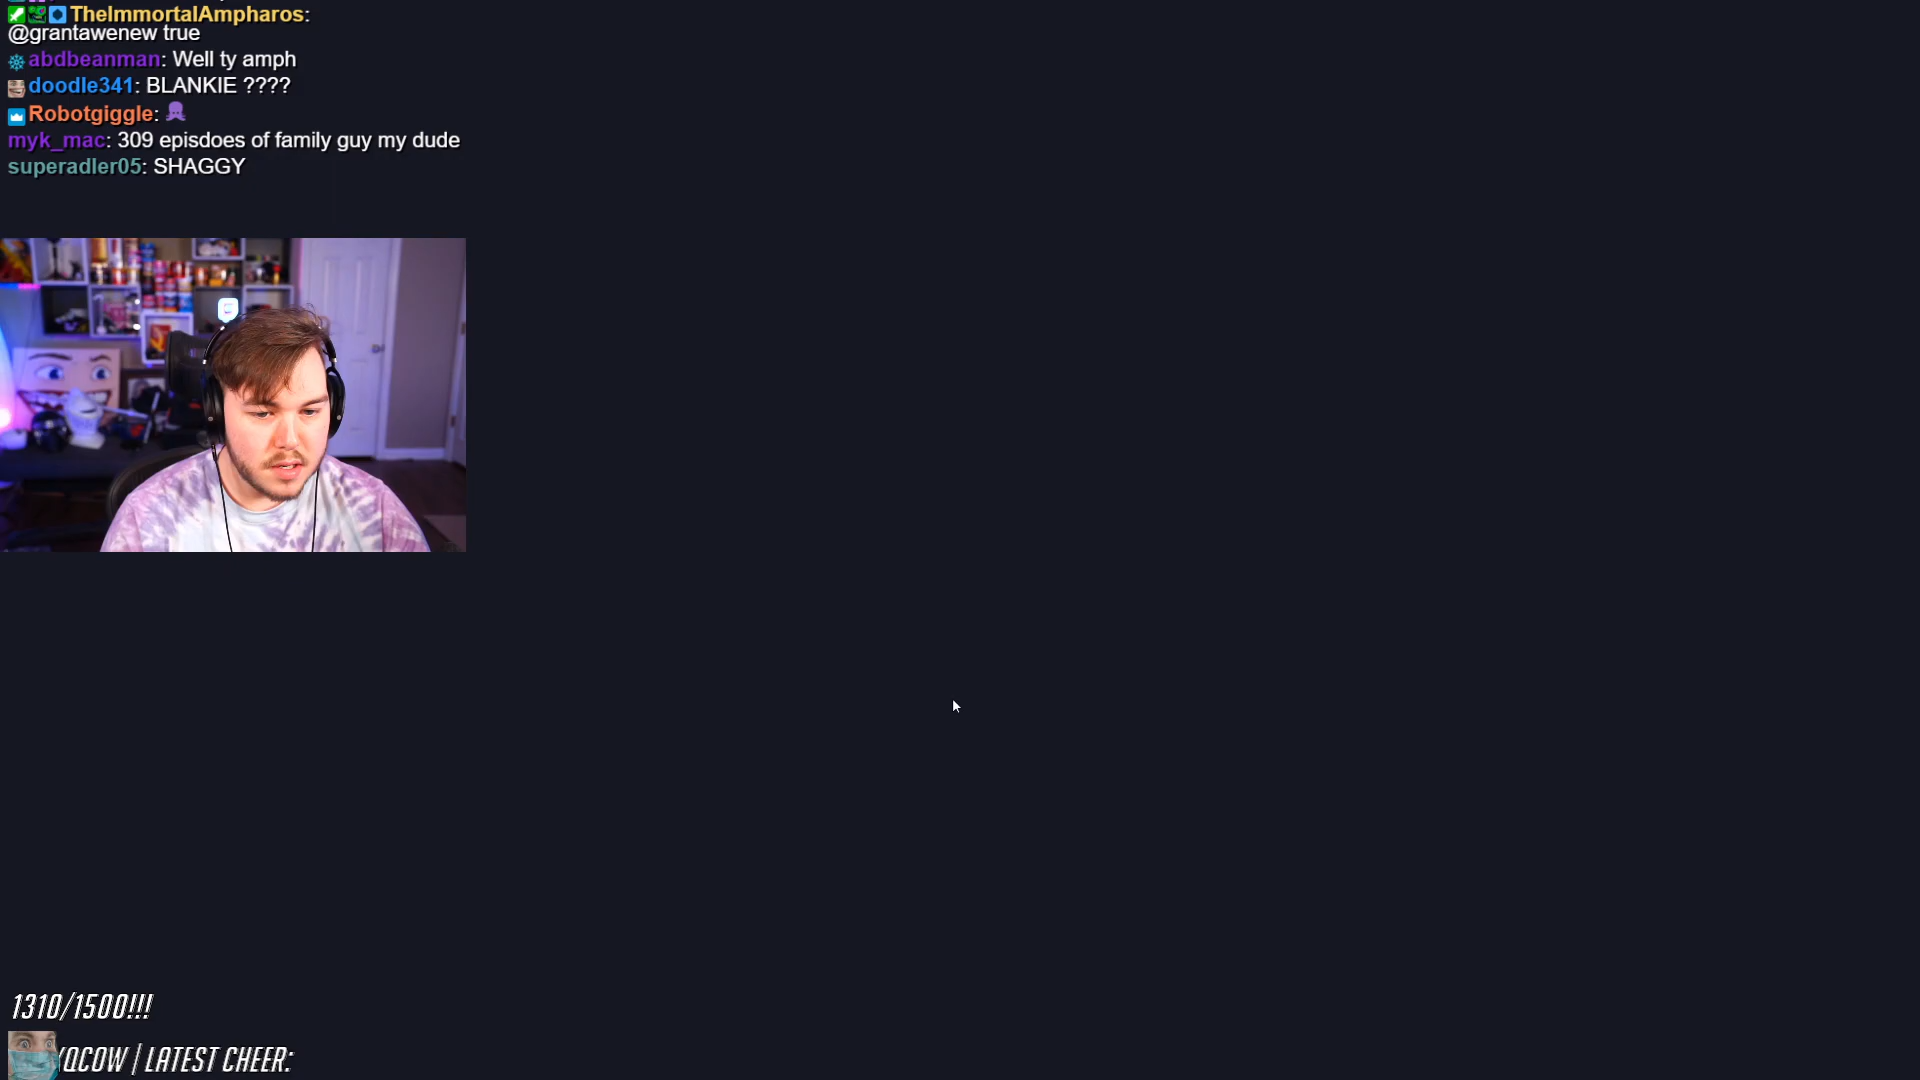 TheImmortalAmpharos:
@grantawenew true
abdbeanman: Well ty amph
doodle341: BLANKIE ????
Robotgiggle:
myk_mac: 309 episdoes of family guy my dude
superadler05: SHAGGY
1310/1500!!!
QCOW | LATEST CHEER: